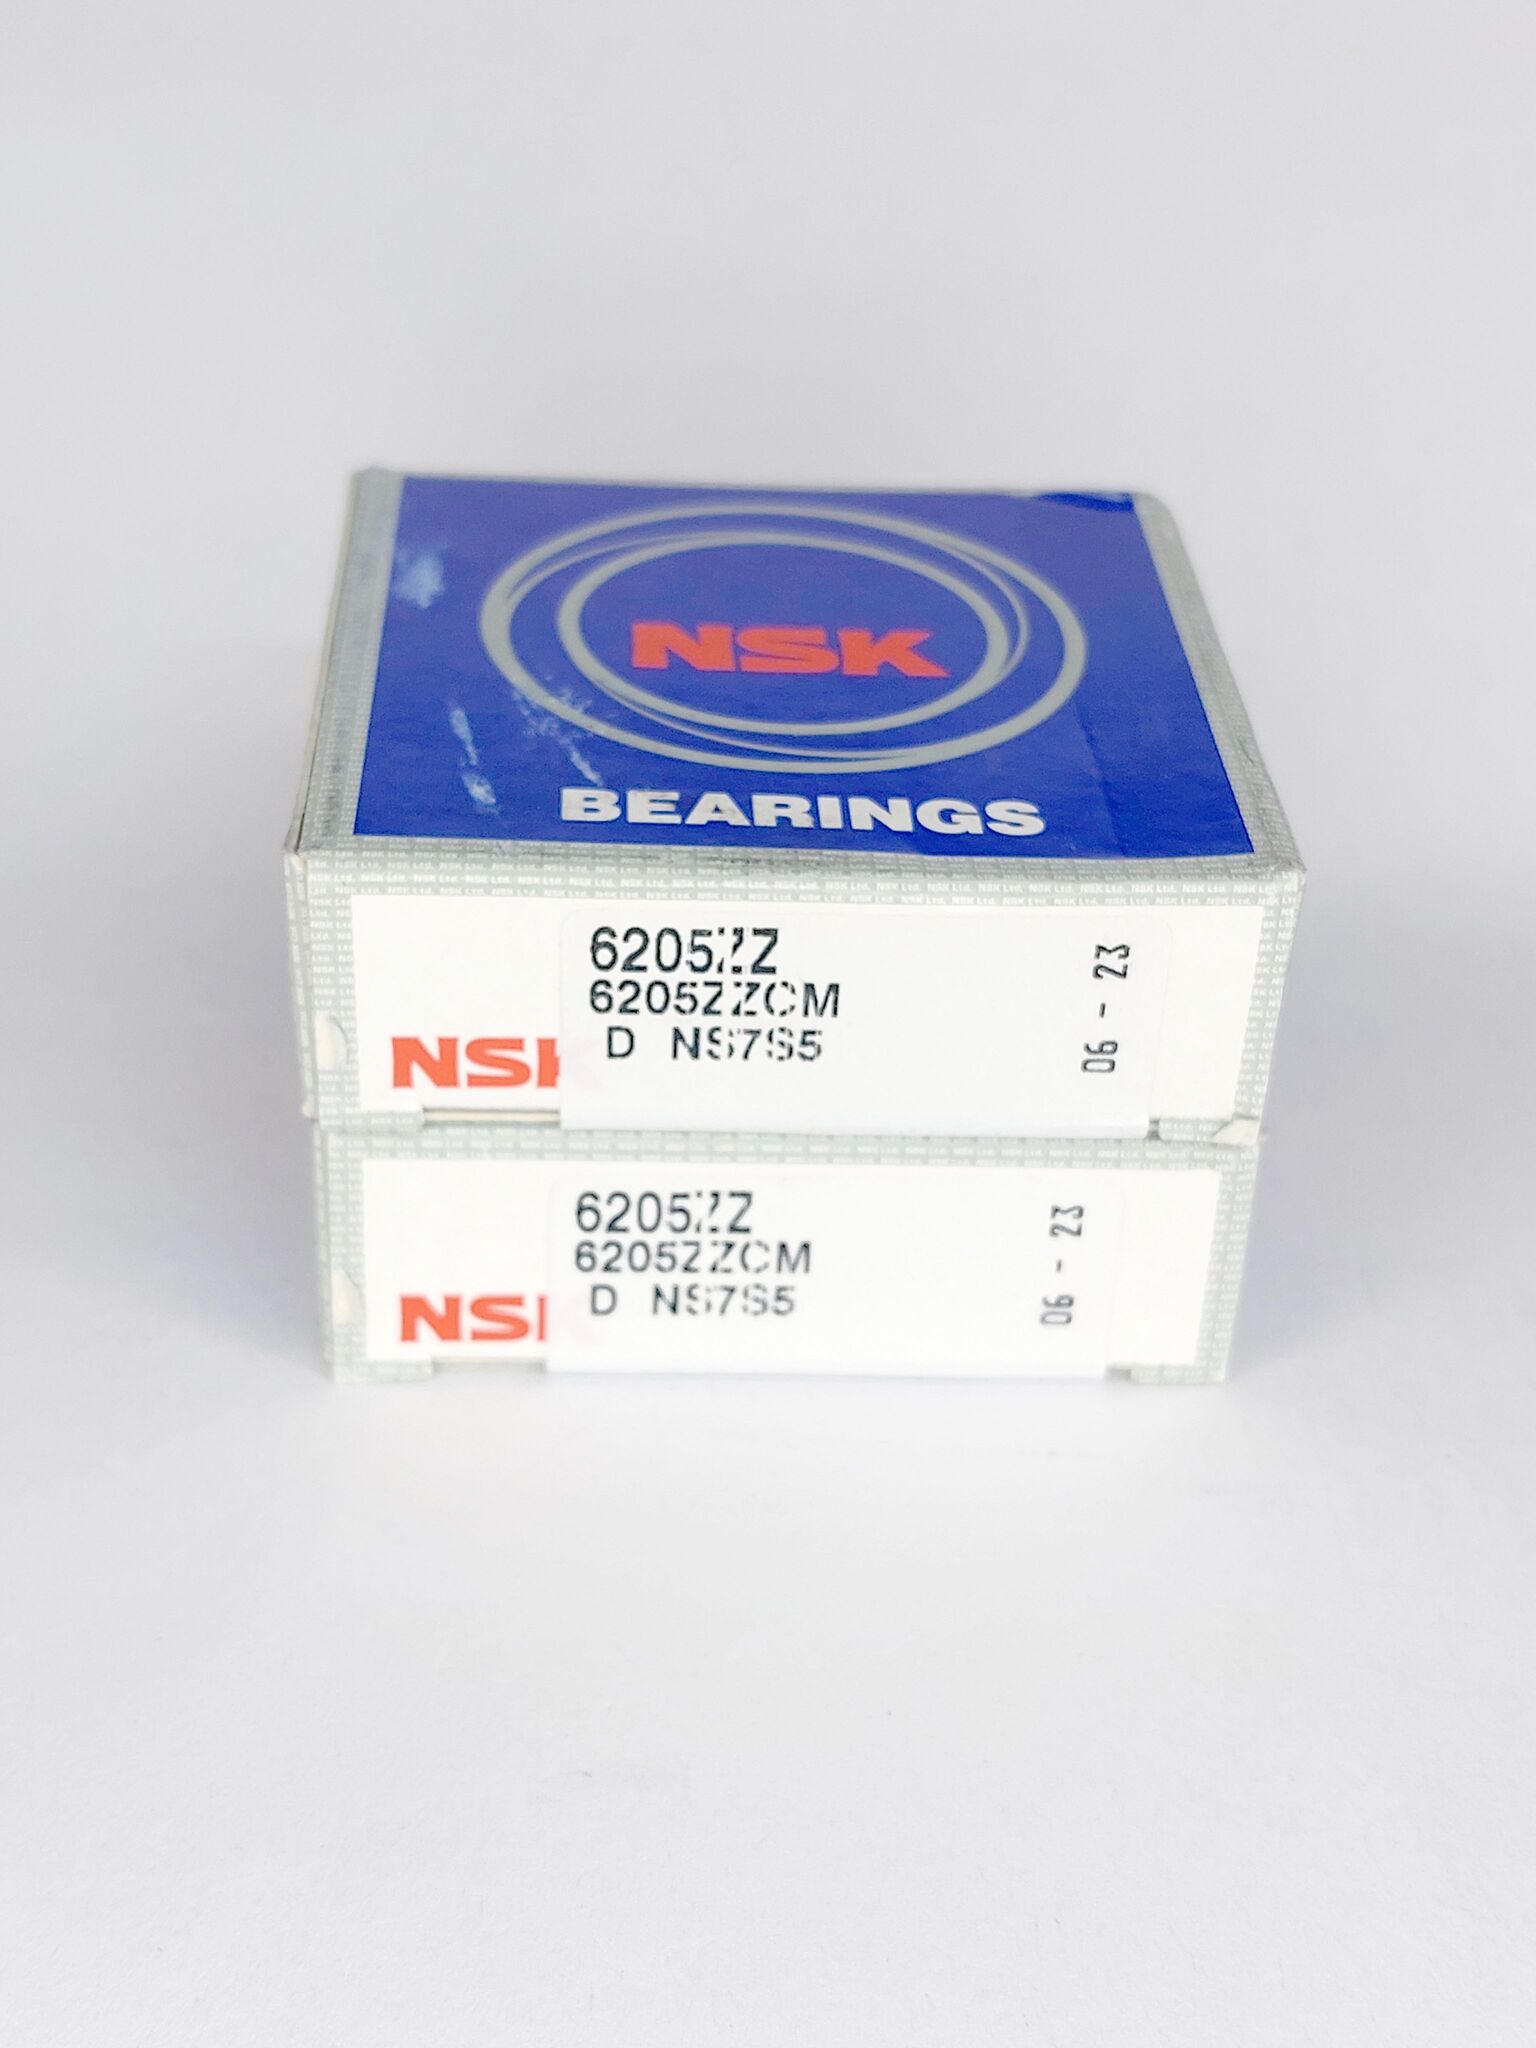 NSK
BEARINGS
6205ZZ
6205ZZCM
D NS7S5
06 - 23
NSK
6205ZZ
6205ZZCM
D NS7S5
06 - 23
NSK